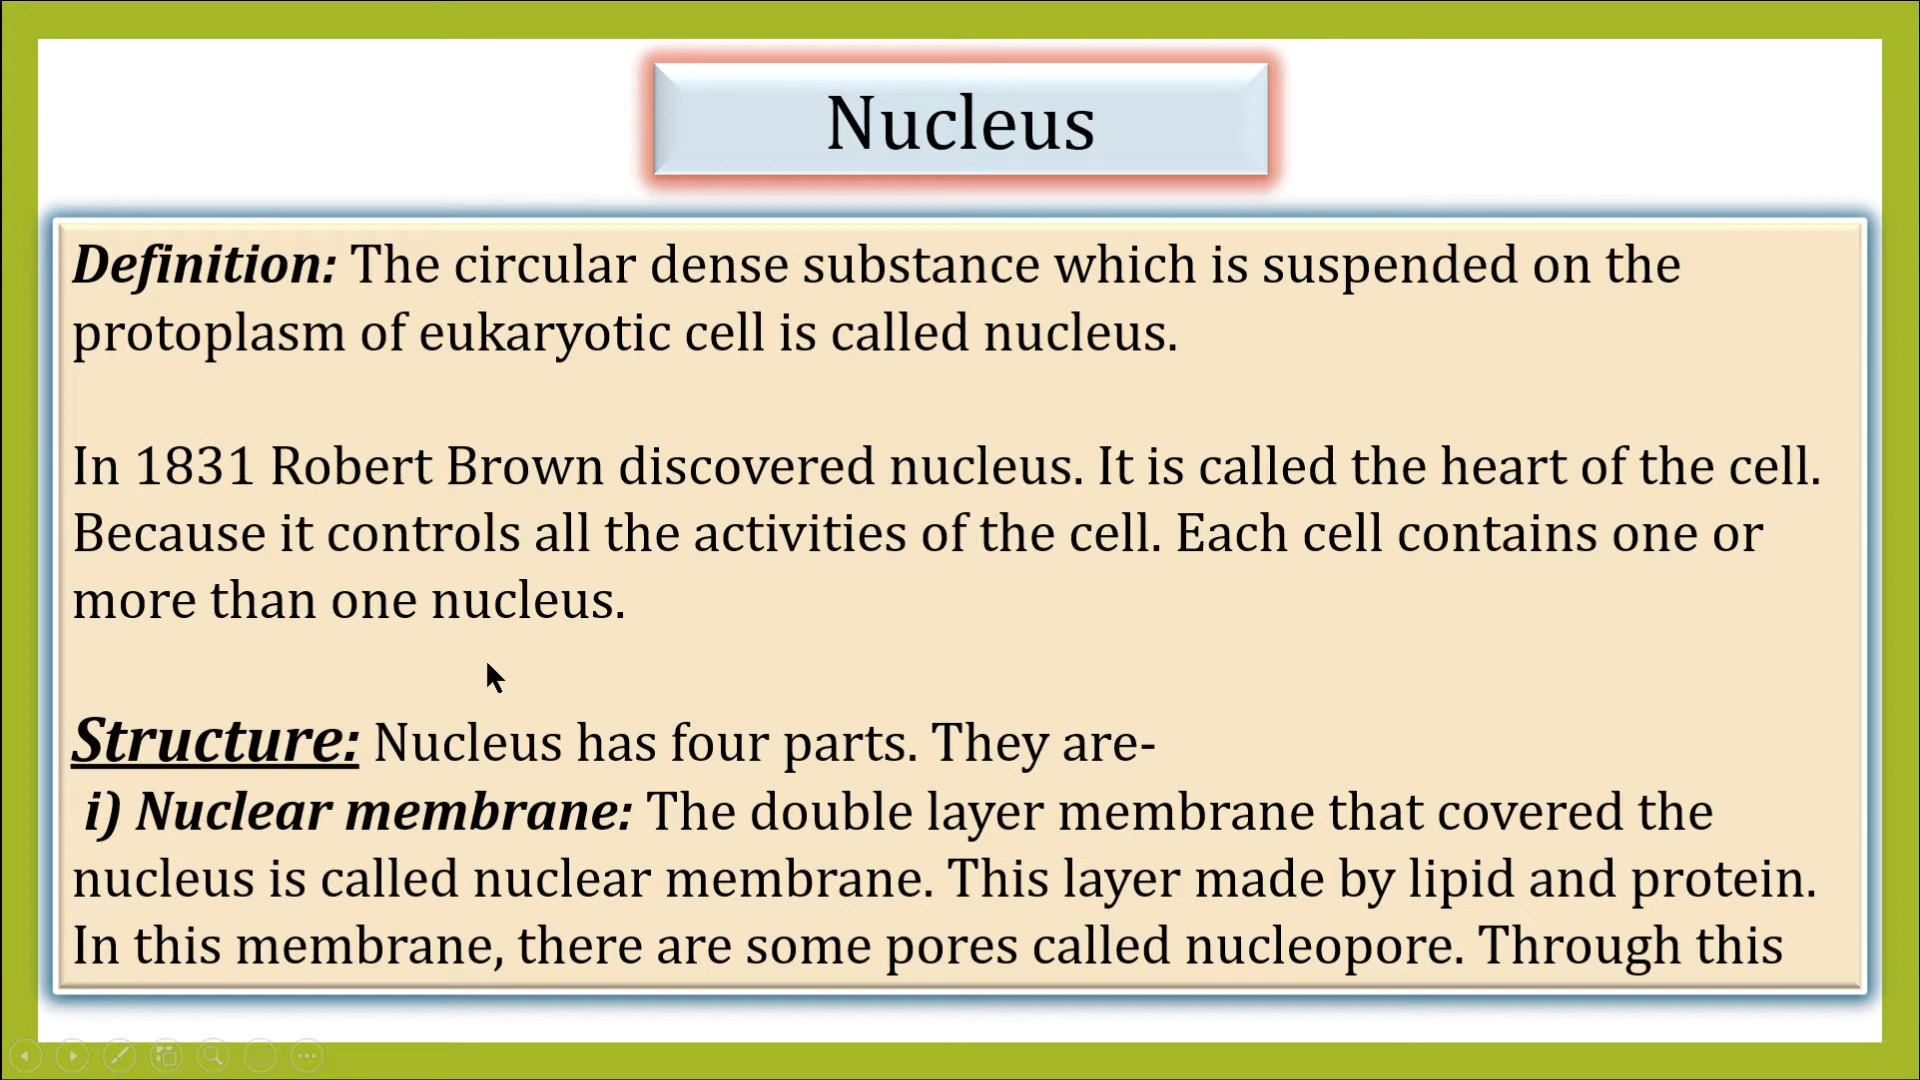 Nucleus
Definition: The circular dense substance which is suspended on the
protoplasm of eukaryotic cell is called nucleus.
In 1831 Robert Brown discovered nucleus. It is called the heart of the cell.
Because it controls all the activities of the cell. Each cell contains one or
more than one nucleus.
Structure: Nucleus has four parts. They are-
i) Nuclear membrane: The double layer membrane that covered the
nucleus is called nuclear membrane. This layer made by lipid and protein.
In this membrane, there are some pores called nucleopore. Through this